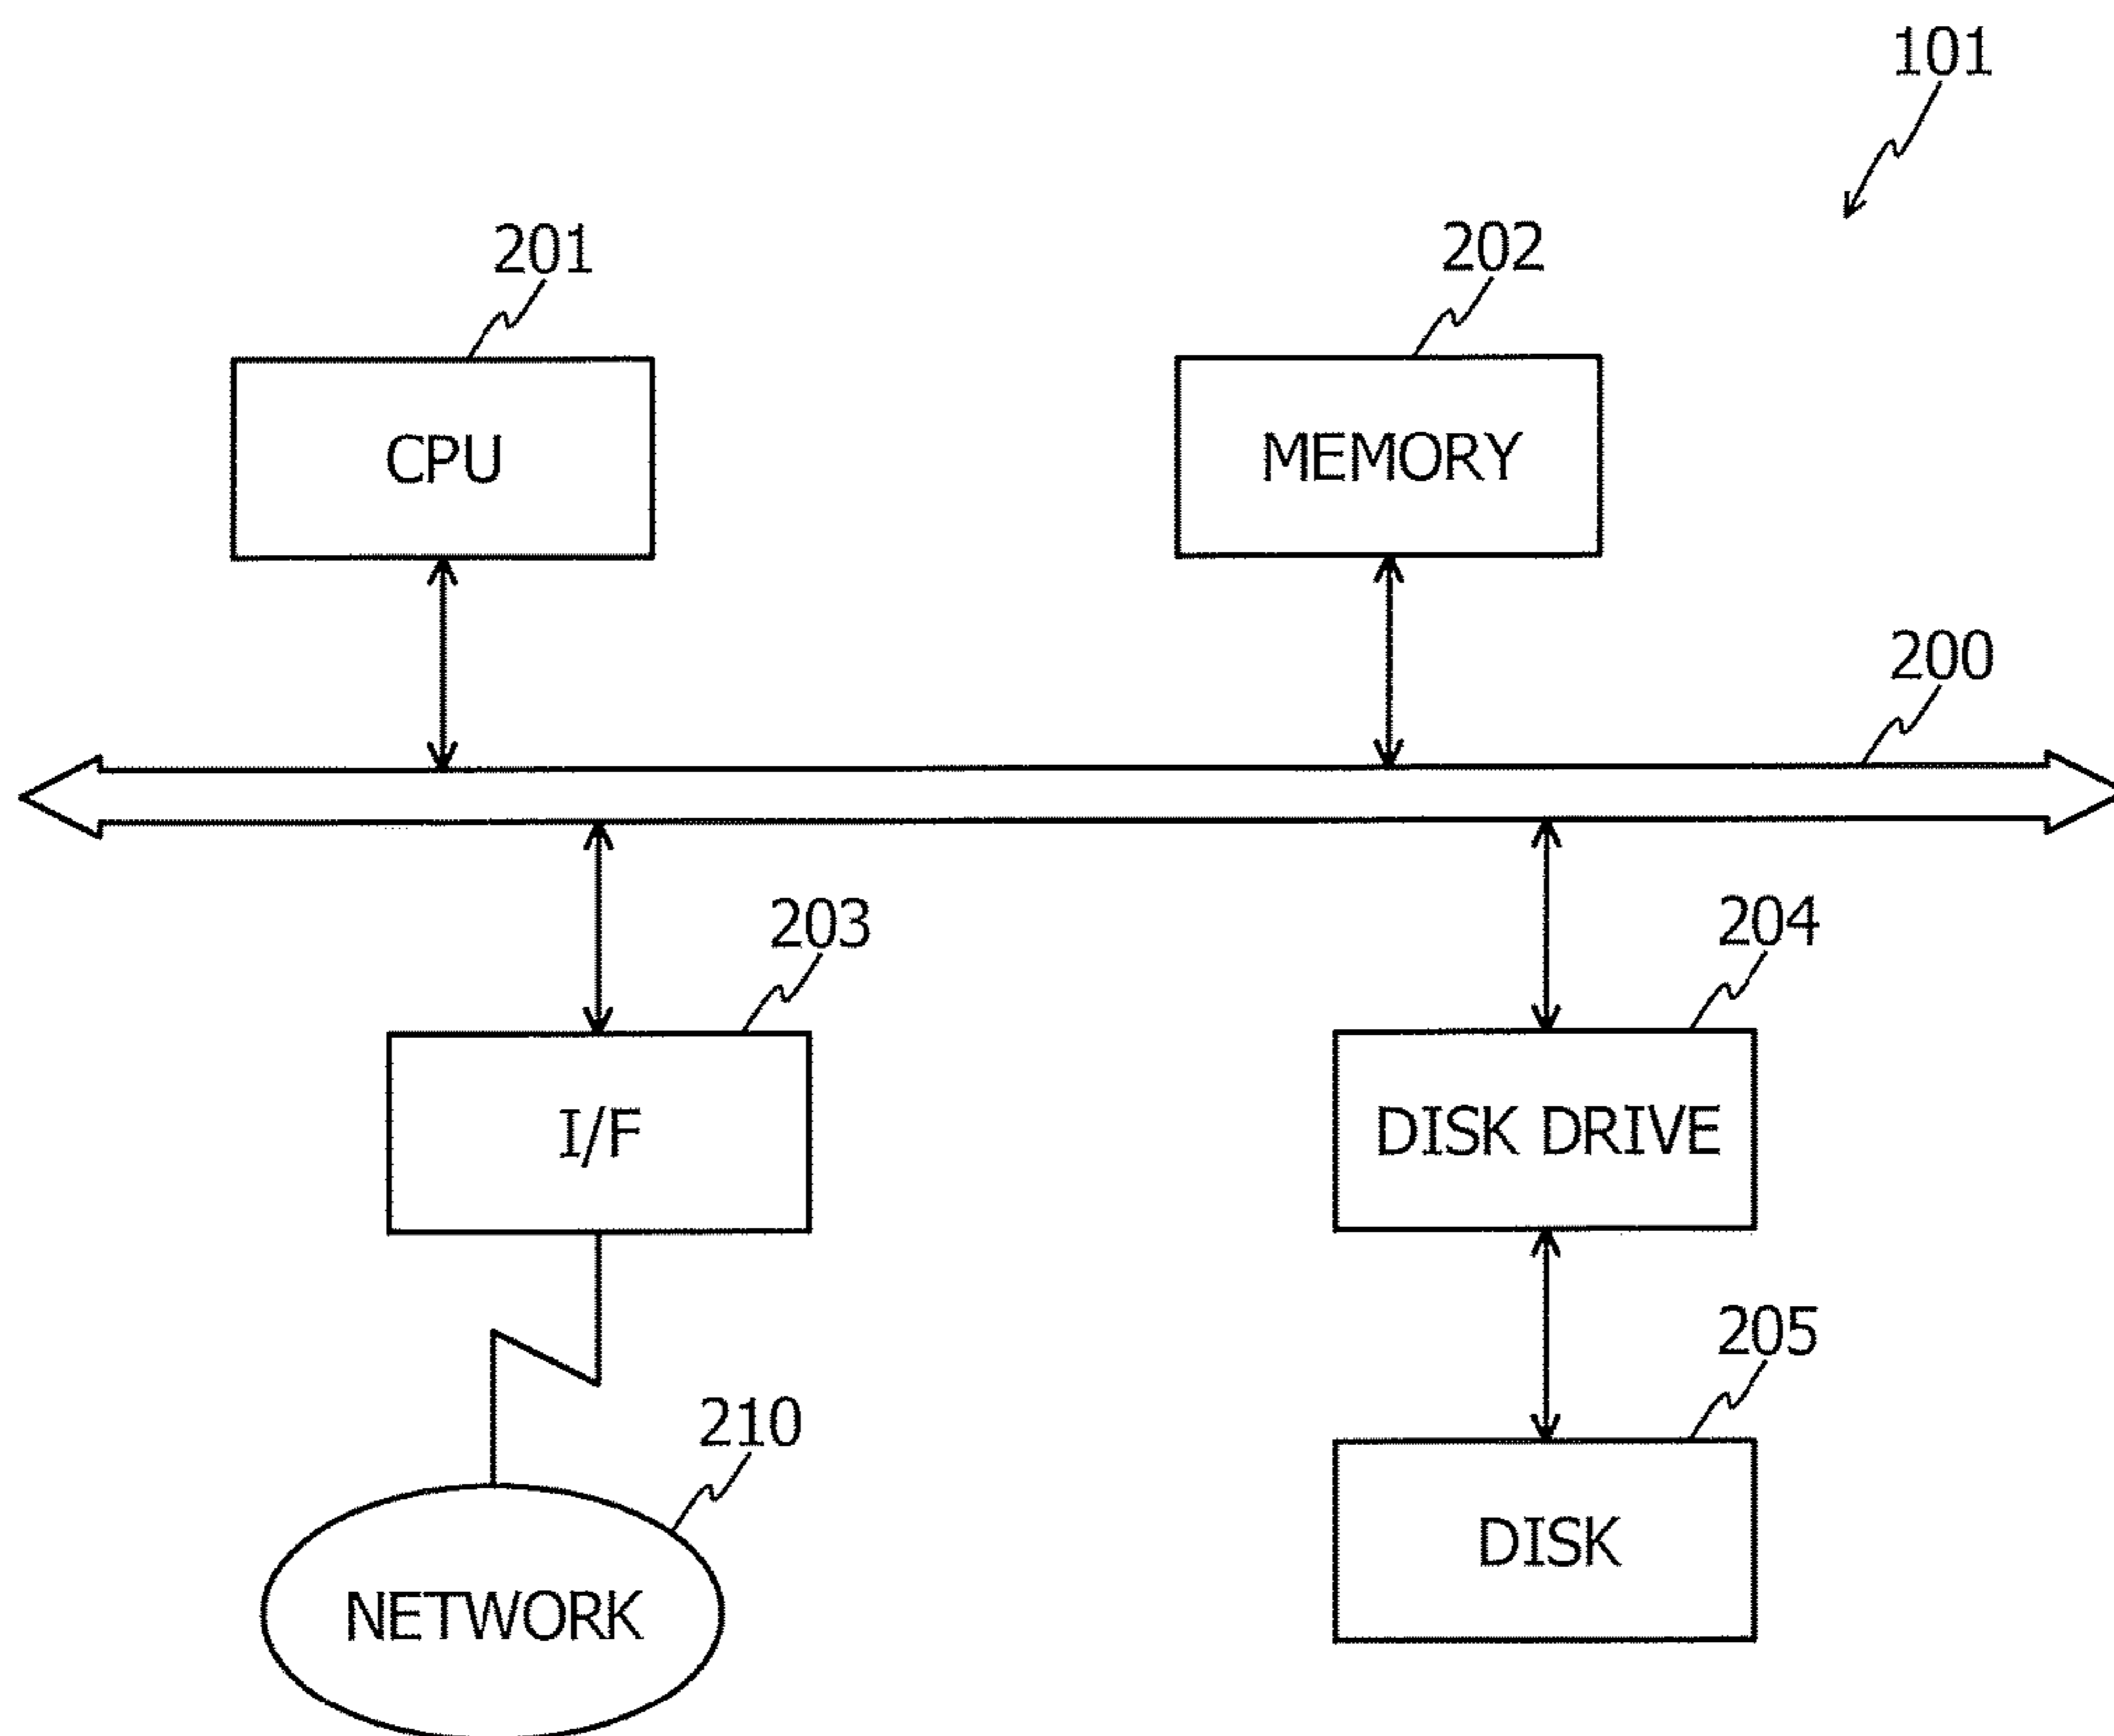 101
201
202
CPU
MEMORY
200
203
204
I/F
DISK DRIVE
205
210
DISK
NETWORK